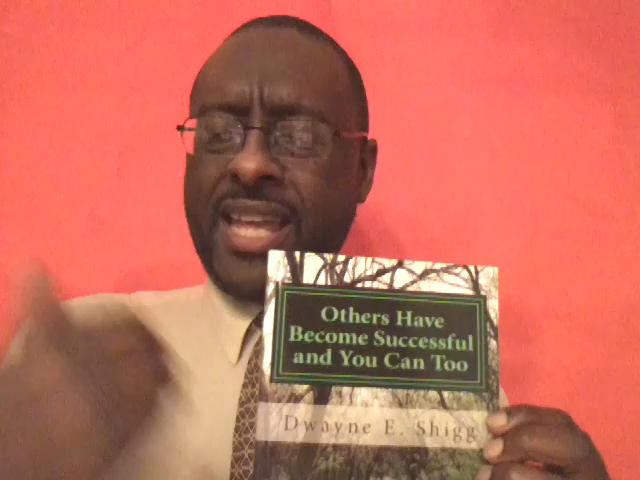 Others Have
Become Successful
and You Can Too
Dwayne E. Shigg